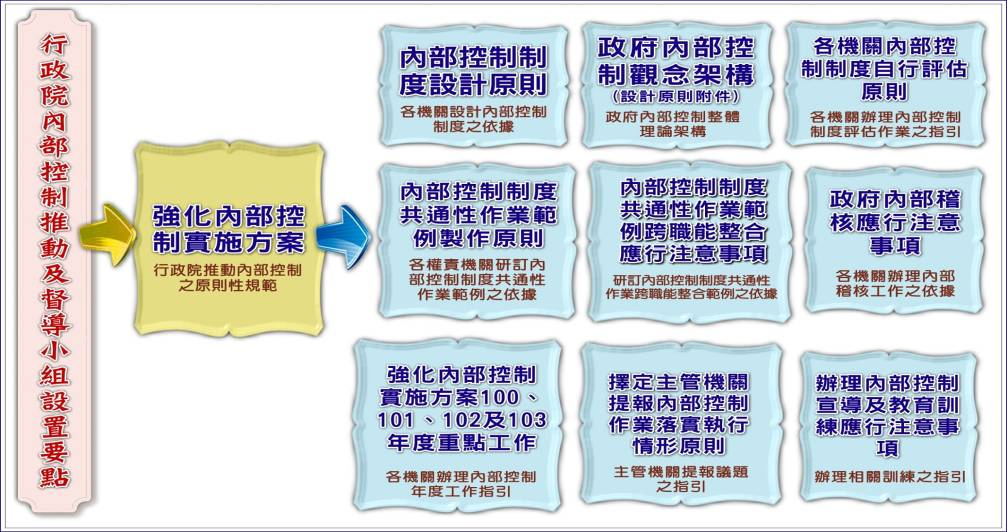 行政院內部控制推動及督導小組設置要點
強化內部控
制實施方案
行政院推動內部控制
之原則性規範
內部控制制
度設計原則
各機關設計內部控制
制度之依據
政府內部控
制觀念架構
(設計原則附件)
政府內部控制整體
理論架構
各機關內部控
制制度自行評估
原則
各機關辦理內部控制
制度評估作業之指引
內部控制制度
共通性作業範
例製作原則
各權責機關研訂內
部控制制度共通性
作業範例之依據
內部控制制度
共通性作業範
例跨職能整合
應行注意事項
研訂內部控制制度共通性
作業跨職能整合範例之依據
政府內部稽
核應行注意
事項
各機關辦理內部
稽核工作之依據
強化內部控制
實施方案100、
101、102及103
年度重點工作
各機關辦理內部控制
年度工作指引
擇定主管機關
提報內部控制
作業落實執行
情形原則
主管機關提報議題
之指引
辦理內部控制
宣導及教育訓
練應行注意事
項
辦理相關訓練之指引